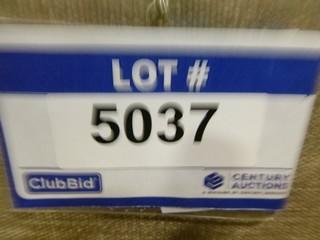 LOT #
5037
ClubBid
CENTURY
AUCTIONS